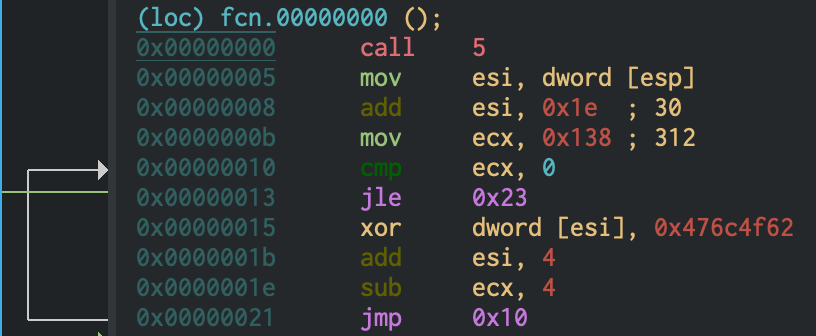 (loc) fcn.00000000 ();
0x00000000 call 5
0x00000005 mov esi, dword [esp]
0x00000008 add esi, 0x1e ; 30
0x0000000b mov ecx, 0x138 ; 312
0x00000010 cmp ecx, 0
0x00000013 jle 0x23
0x00000015 xor dword [esi], 0x476c4f62
0x0000001b add esi, 4
0x0000001e sub ecx, 4
0x00000021 jmp 0x10